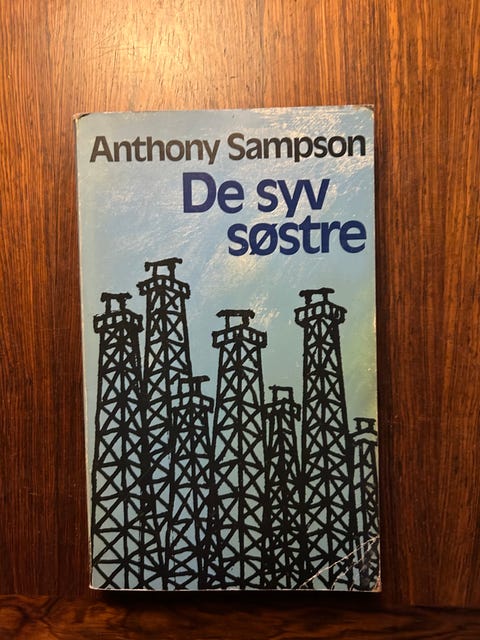 Anthony Sampson
De syv
søstre